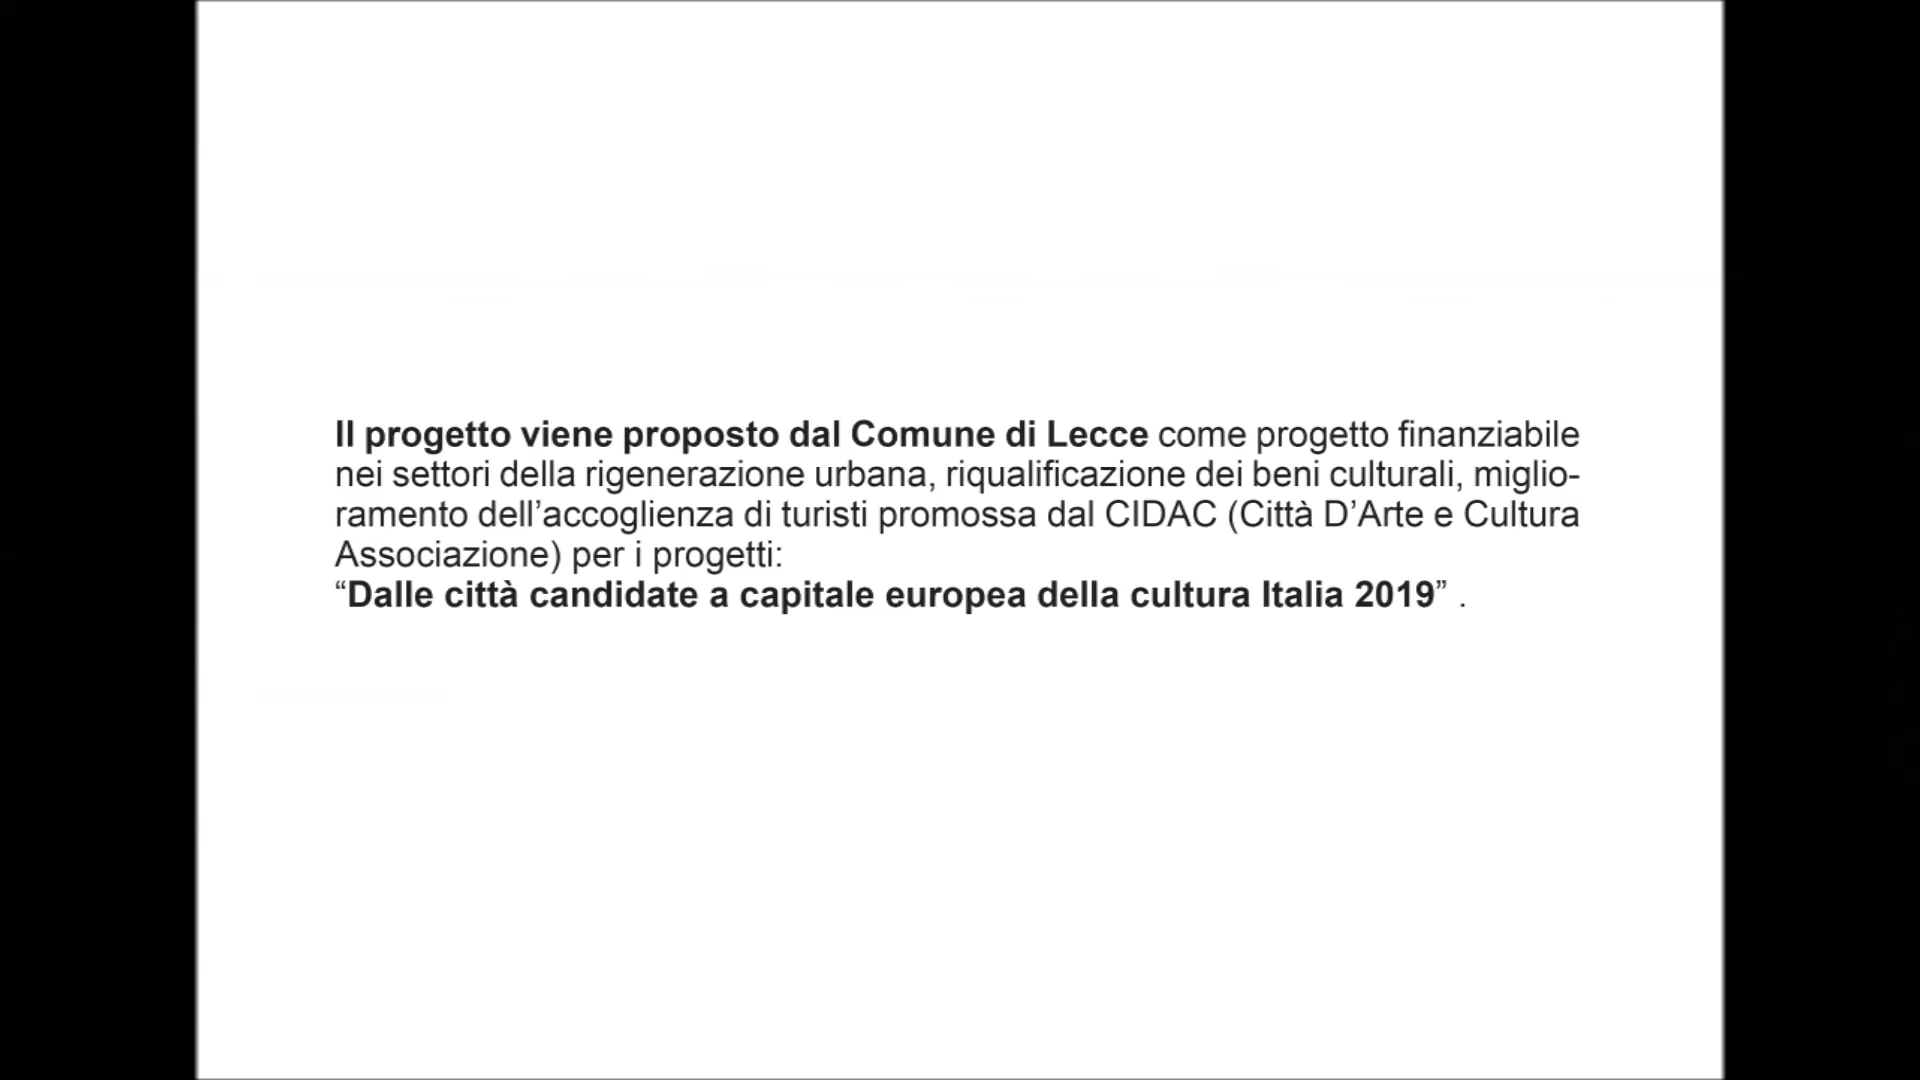 Il progetto viene proposto dal Comune di Lecce come progetto finanziabile
nei settori della rigenerazione urbana, riqualificazione dei beni culturali, miglio-
ramento dell’accoglienza di turisti promossa dal CIDAC (Città D’Arte e Cultura
Associazione) per i progetti:
“Dalle città candidate a capitale europea della cultura Italia 2019” .